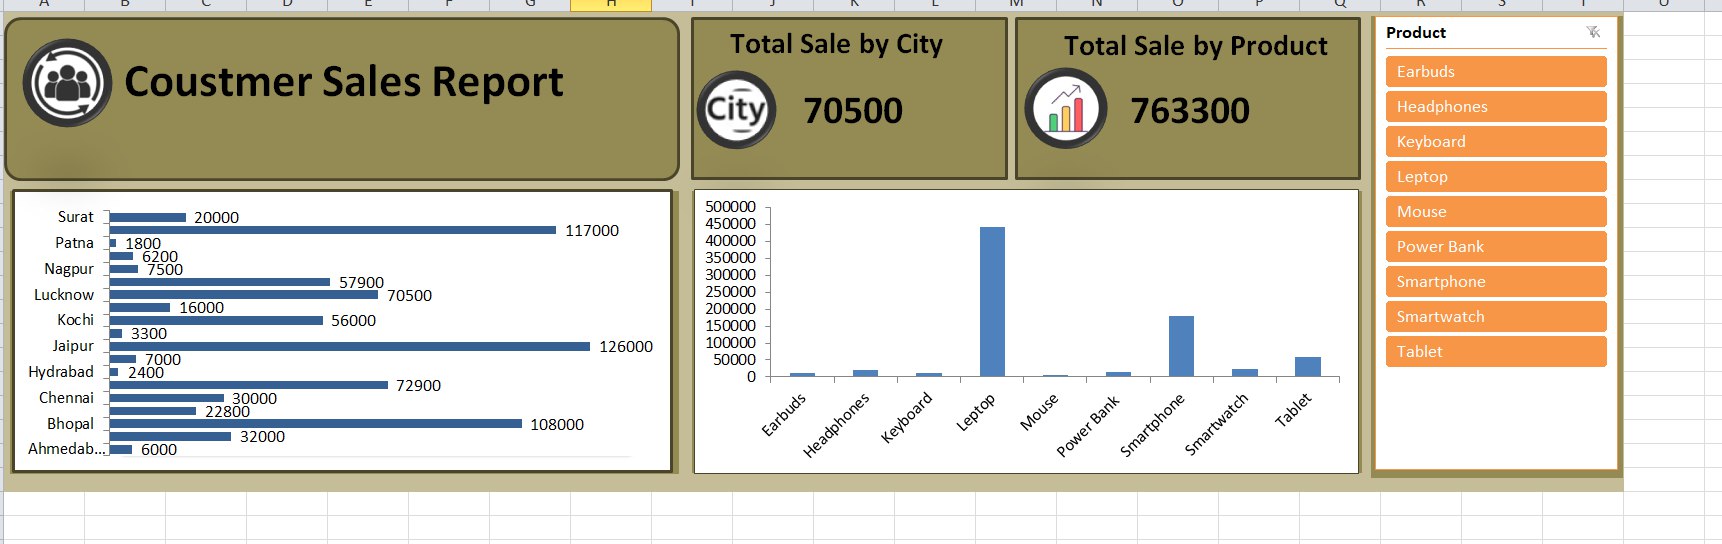 A B C D E F G H I J K L M N O P Q R S T U
Coustmer Sales Report
Total Sale by City
City
70500
Total Sale by Product
763300
Surat 20000
117000
Patna 1800
6200
Nagpur 7500
57900
Lucknow 70500
16000
Kochi 56000
3300
Jaipur 126000
7000
Hydrabad 2400
72900
Chennai 30000
22800
Bhopal 108000
32000
Ahmedab... 6000
500000
450000
400000
350000
300000
250000
200000
150000
100000
50000
0
Earbuds
Headphones
Keyboard
Leptop
Mouse
Power Bank
Smartphone
Smartwatch
Tablet
Product
Earbuds
Headphones
Keyboard
Leptop
Mouse
Power Bank
Smartphone
Smartwatch
Tablet